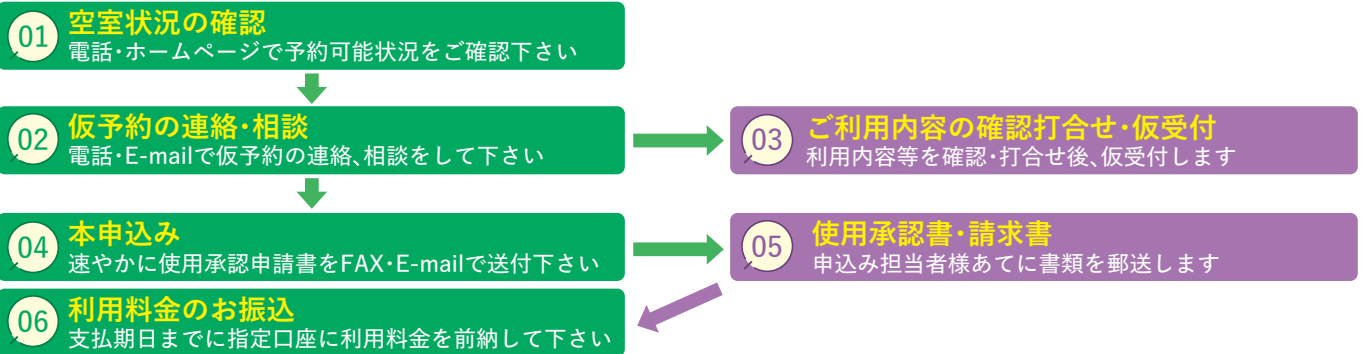 01
空室状況の確認
電話・ホームページで予約可能状況をご確認下さい
02
仮予約の連絡・相談
電話・E-mailで仮予約の連絡、相談をして下さい
03
ご利用内容の確認打合せ・仮受付
利用内容等を確認・打合せ後、仮受付します
04
本申込み
速やかに使用承認申請書をFAX・E-mailで送付下さい
05
使用承認書・請求書
申込み担当者様あてに書類を郵送します
06
利用料金のお振込
支払期日までに指定口座に利用料金を前納して下さい